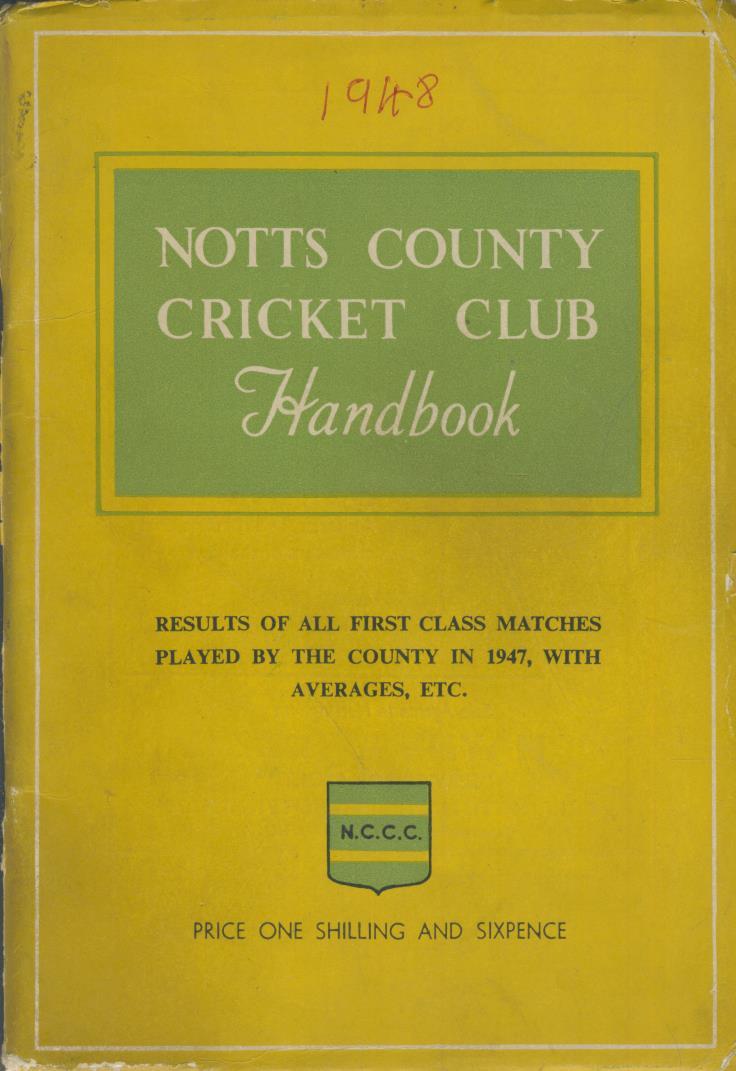 1948
NOTTS COUNTY
CRICKET CLUB
Handbook
RESULTS OF ALL FIRST CLASS MATCHES
PLAYED BY THE COUNTY IN 1947, WITH
AVERAGES, ETC.
N.C.C.C.
PRICE ONE SHILLING AND SIXPENCE